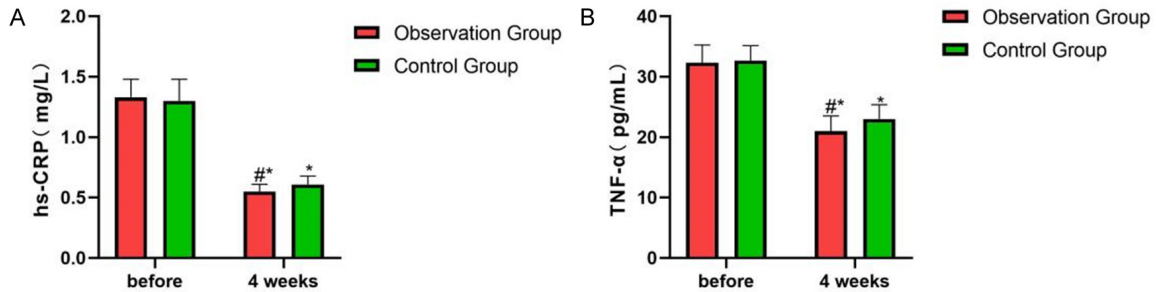 A
hs-CRP( mg/L)
2.0
1.5
1.0
0.5
0.0
#*
*
before
4 weeks
Observation Group
Control Group
B
TNF-α( pg/mL)
40
30
20
10
0
#*
*
before
4 weeks
Observation Group
Control Group